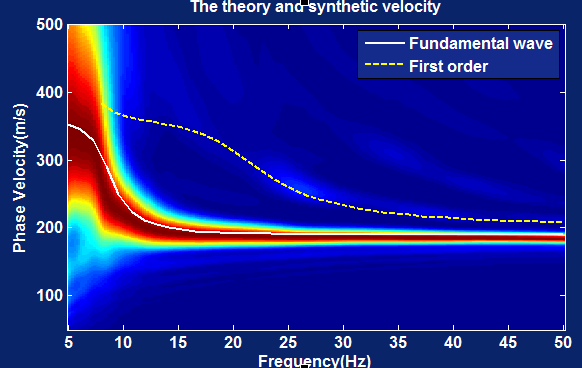 The theory and synthetic velocity
500
400
300
200
100
Phase Velocity(m/s)
Fundamental wave
First order
5 10 15 20 25 30 35 40 45 50
Frequency(Hz)